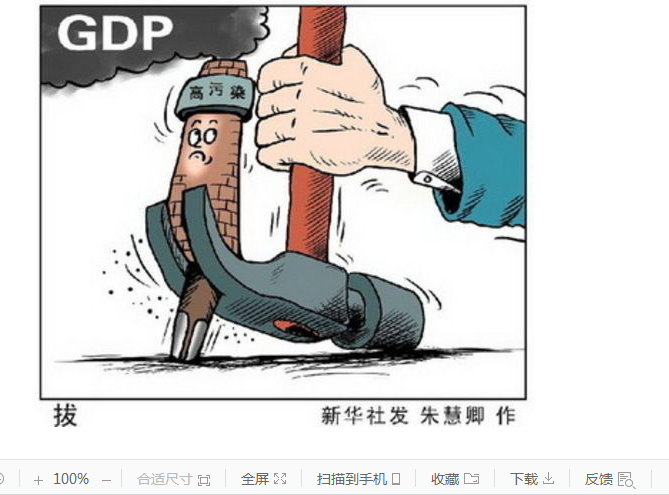 GDP
高污染
拔
新华社发 朱慧卿 作
+ 100% − 合适尺寸 全屏 扫描到手机 收藏 下载 反馈